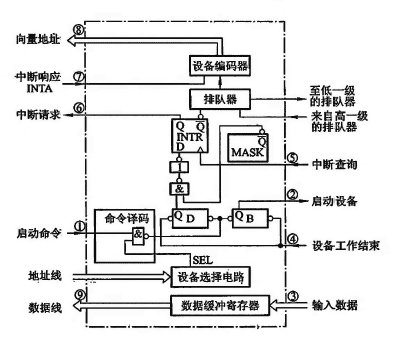 向量地址
⑧
设备编码器
中断响应
INTA
⑦
排队器
至低一级
的排队器
来自高一级
的排队器
中断请求
⑥
Q Q
INTR
D
Q
MASK
1
⑤
中断查询
&
②
启动设备
命令译码
Q D
Q B
启动命令
①
&
④
设备工作结束
SEL
地址线
设备选择电路
数据线
⑨
数据缓冲寄存器
③
输入数据